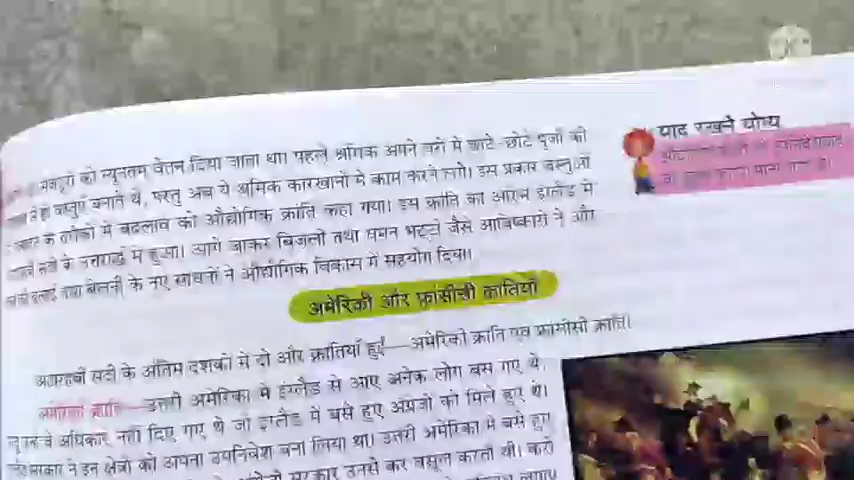 मजदूरों को न्यूनतम वेतन दिया जाता था। पहले श्रमिक अपने घरों में छोटे-छोटे पुर्जों की
वस्तुएँ बनाते थे, परंतु अब ये श्रमिक कारखानों में काम करने लगे। इस प्रकार वस्तुओं
के तरीकों में बदलाव को औद्योगिक क्रांति कहा गया। इस क्रांति का आरंभ इंग्लैंड में
सदी के उत्तरार्द्ध में हुआ। आगे जाकर बिजली तथा धमन भट्टी जैसे आविष्कारों ने और
तथा बेलनी के नए साधनों ने औद्योगिक विकास में सहयोग दिया।
याद रखने योग्य
अमेरिकी और फ्रांसीसी क्रांतियाँ
अठारहवीं सदी के अंतिम दशकों में दो और क्रांतियाँ हुईं—अमेरिकी क्रांति एवं फ्रांसीसी क्रांति।
अमेरिकी क्रांति—उत्तरी अमेरिका में इंग्लैंड से आए अनेक लोग बस गए थे,
वे अधिकार नहीं दिए गए थे जो इंग्लैंड में बसे हुए अंग्रेजों को मिले हुए थे।
सरकार ने इन क्षेत्रों को अपना उपनिवेश बना लिया था। उत्तरी अमेरिका में बसे हुए
सरकार उनसे कर वसूल करती थी। करों